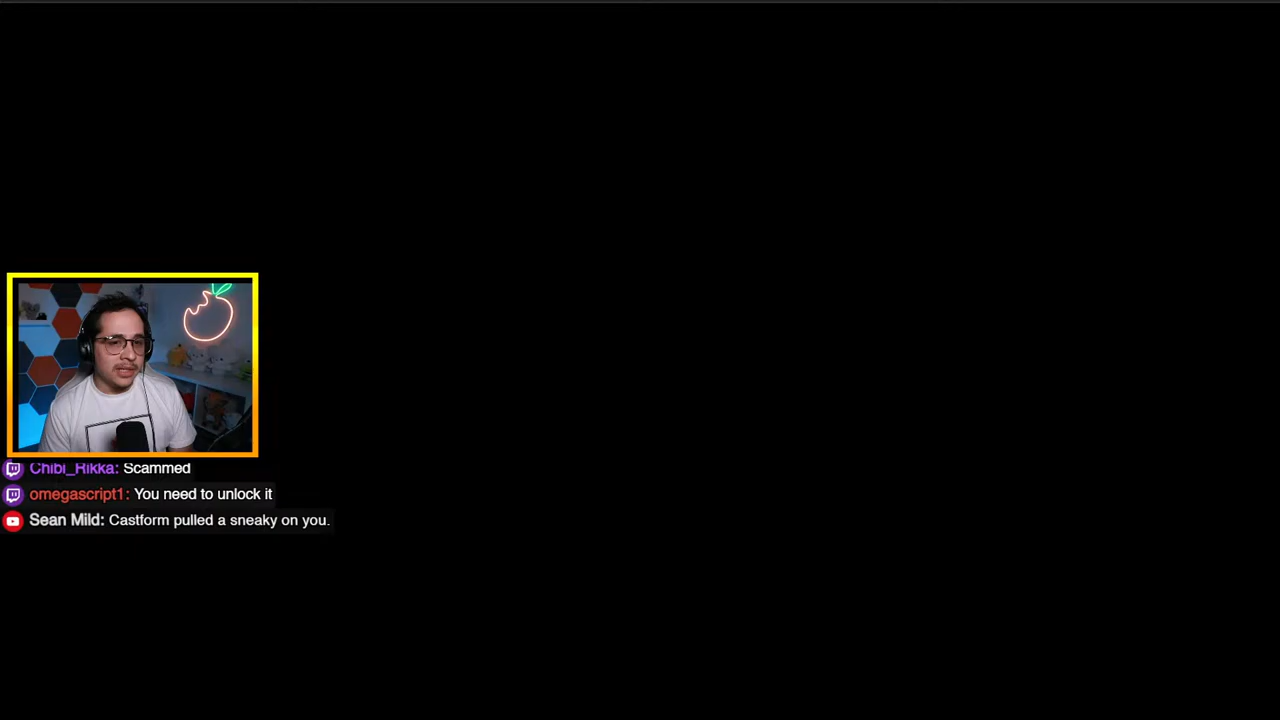 Chibi_Rikka: Scammed
omegascript1: You need to unlock it
Sean Mild: Castform pulled a sneaky on you.